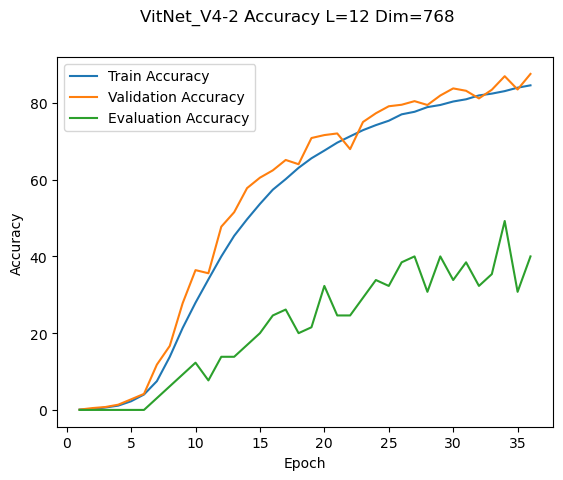 VitNet_V4-2 Accuracy L=12 Dim=768
Train Accuracy
Validation Accuracy
Evaluation Accuracy
Accuracy
80
60
40
20
0
0 5 10 15 20 25 30 35
Epoch